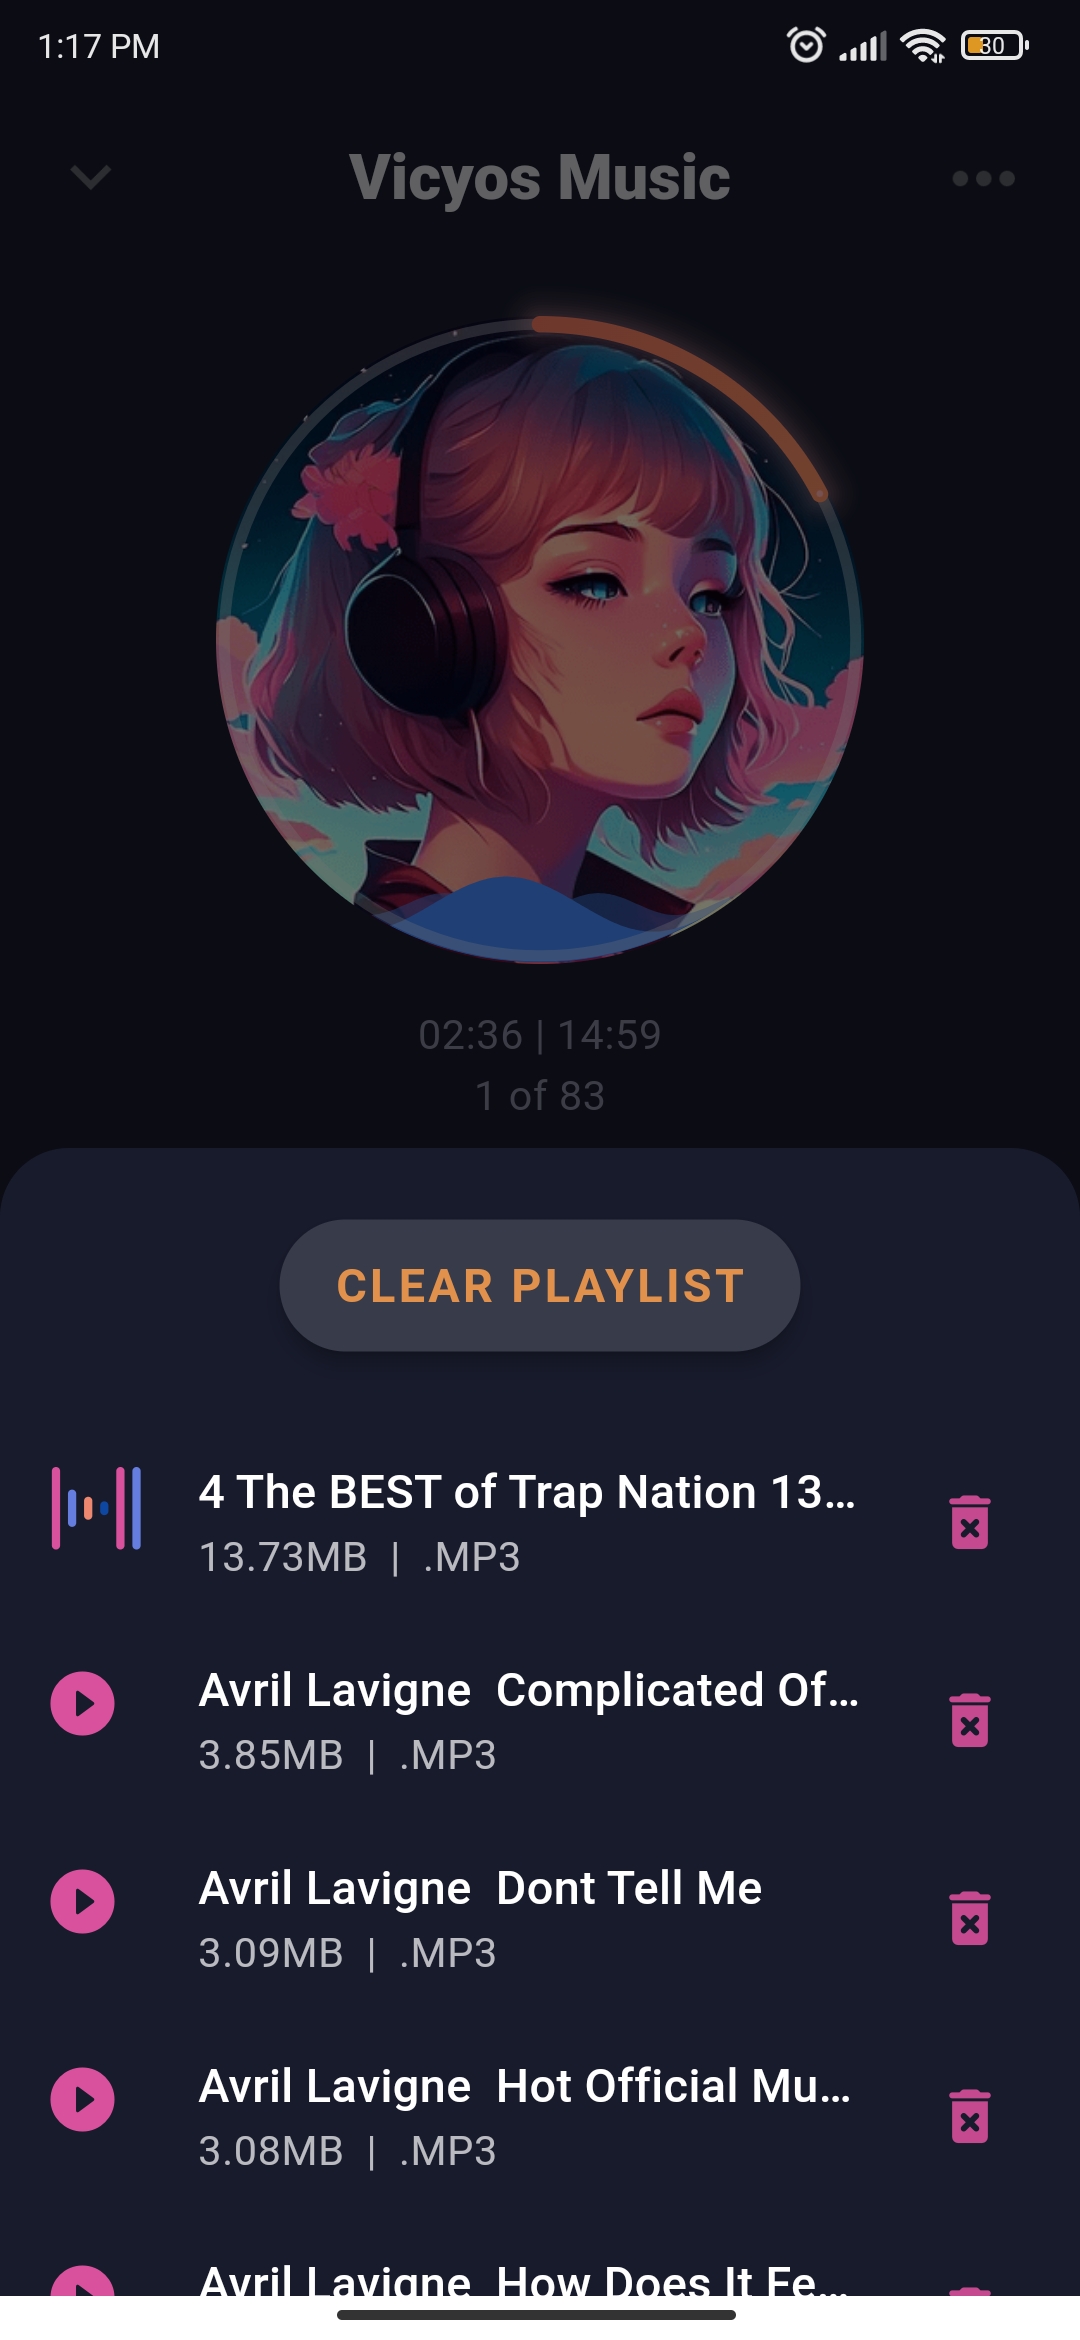 1:17 PM
30
Vicyos Music
02:36 | 14:59
1 of 83
CLEAR PLAYLIST
4 The BEST of Trap Nation 13…
13.73MB | .MP3
Avril Lavigne  Complicated Of…
3.85MB | .MP3
Avril Lavigne  Dont Tell Me
3.09MB | .MP3
Avril Lavigne  Hot Official Mu…
3.08MB | .MP3
Avril Lavigne  How Does It Fe…